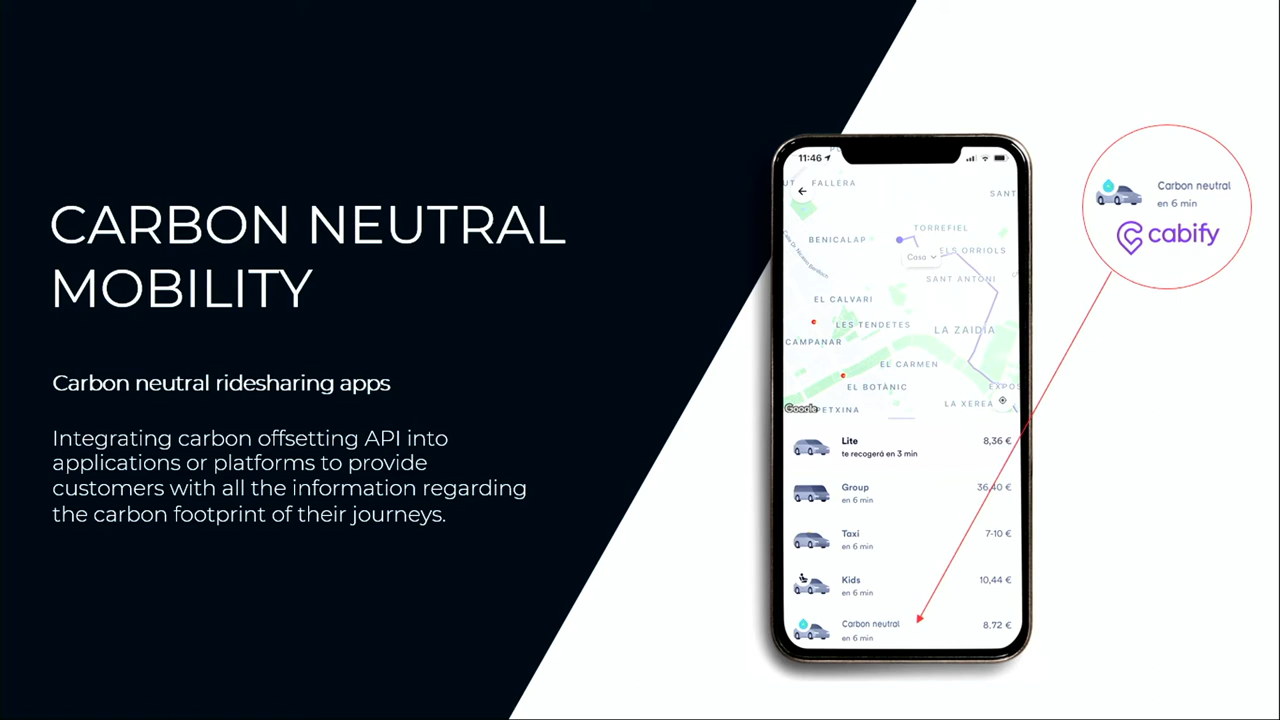 CARBON NEUTRAL
MOBILITY
Carbon neutral ridesharing apps
Integrating carbon offsetting API into
applications or platforms to provide
customers with all the information regarding
the carbon footprint of their journeys.
11:46
FALLERA
SANT
BENICALAP
TORREFIEL
Casa
ELS ORRIOLS
SANT ANTONI
EL CALVARI
LES TENDETES
LA ZAIDIA
CAMPANAR
EL CARMEN
EL BOTÀNIC
EXPOS
LA XEREA
Google
PETXINA
Lite 8,36 €
te recogerá en 3 min
Group 36,40 €
en 6 min
Taxi 7-10 €
en 6 min
Kids 10,44 €
en 6 min
Carbon neutral 8.72 €
en 6 min
Carbon neutral
en 6 min
cabify